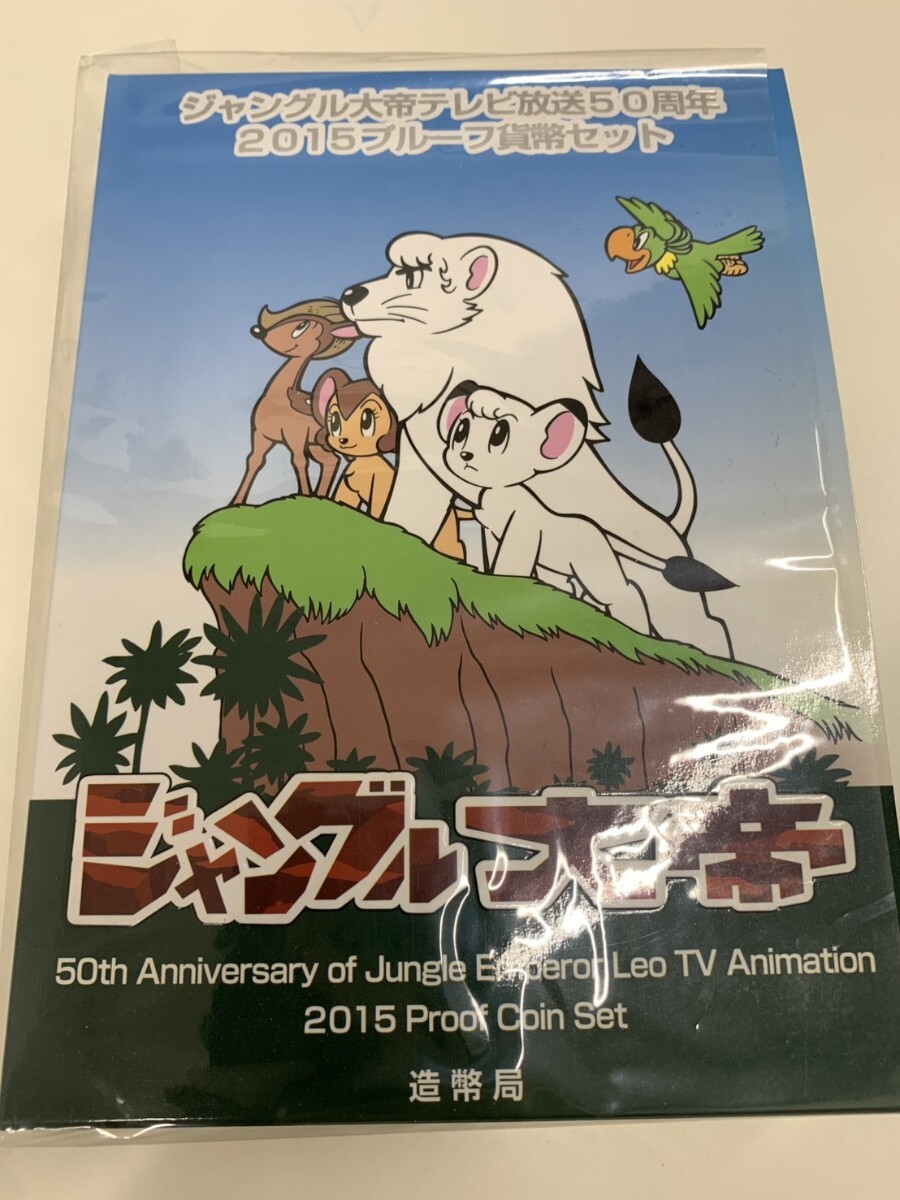 ジャングル大帝テレビ放送50周年
2015プルーフ貨幣セット
ジャングル大帝
50th Anniversary of Jungle Emperor Leo TV Animation
2015 Proof Coin Set
造幣局